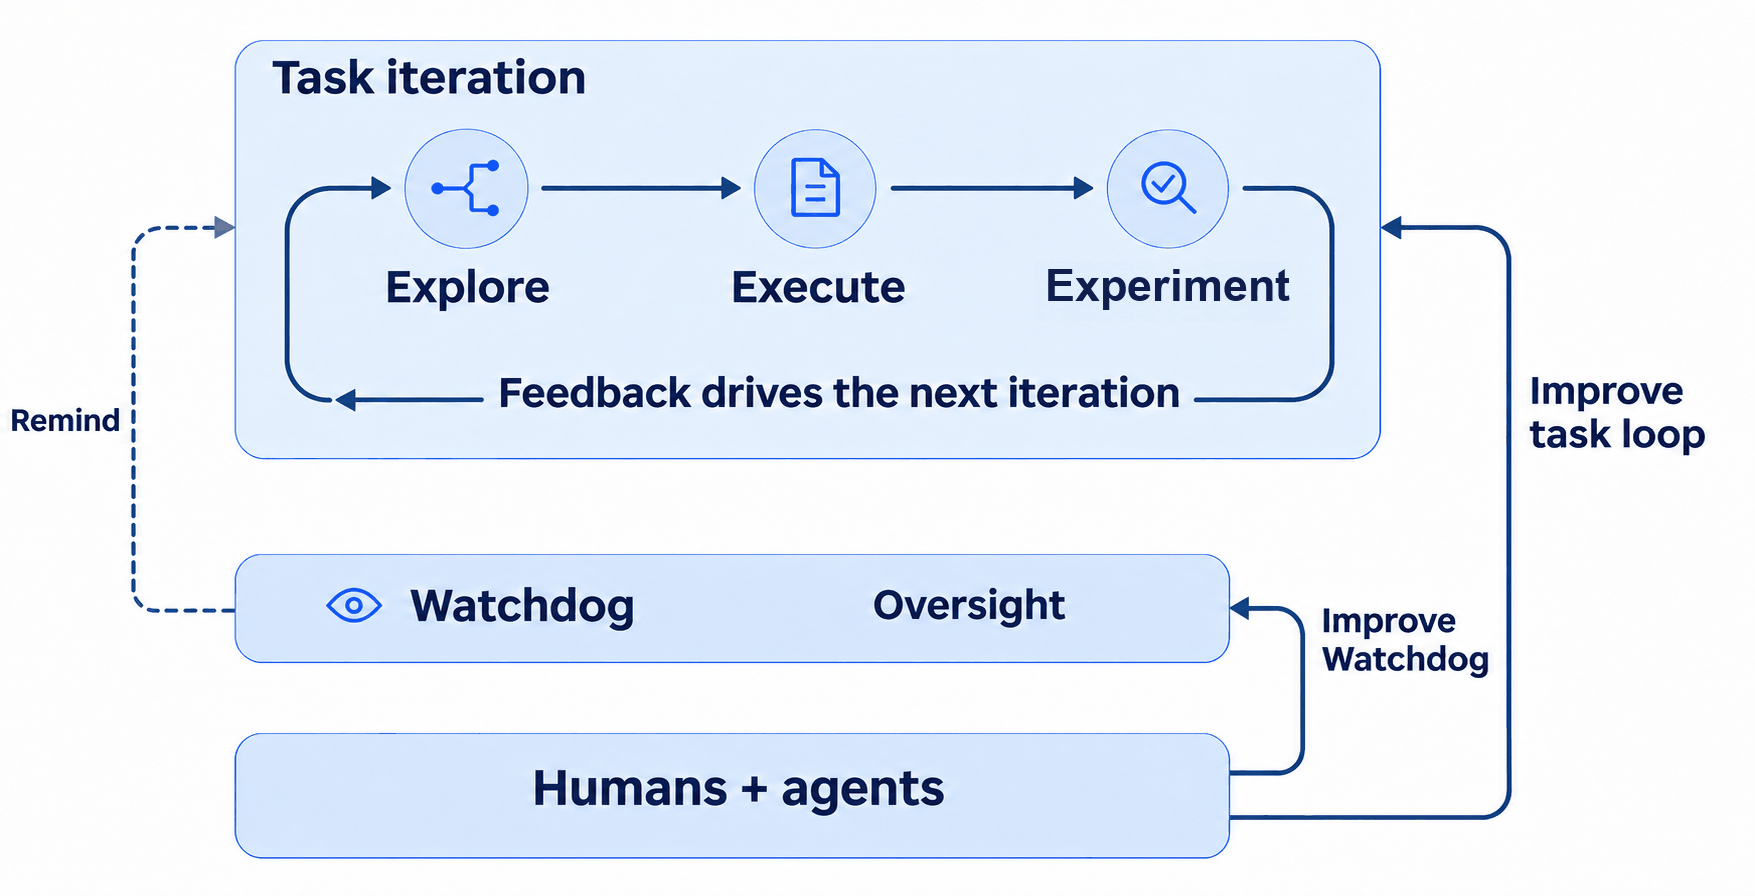 Task iteration
Explore
Execute
Experiment
Feedback drives the next iteration
Remind
Improve
task loop
Watchdog
Oversight
Improve
Watchdog
Humans + agents